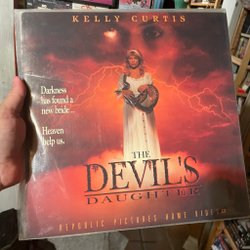 KELLY CURTIS
Darkness
has found a
new bride ...
Heaven
help us.
THE
DEVIL'S
DAUGHTER
REPUBLIC PICTURES HOME VIDEO